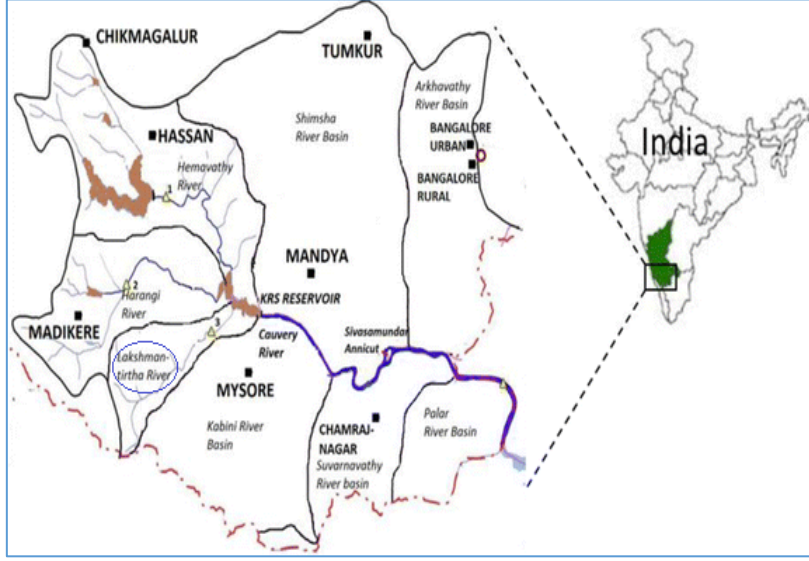 CHIKMAGALUR
TUMKUR
Arkhavathy
River Basin
Shimsha
River Basin
BANGALORE
URBAN
BANGALORE
RURAL
HASSAN
Hemavathy
River
1
India
MANDYA
2
Harangi
River
KRS RESERVOIR
MADIKERE
3
Cauvery
River
Sivasamundar
Annicut
Lakshman-
tirtha River
MYSORE
Kabini River
Basin
CHAMRAJ-
NAGAR
Suvarnavathy
River basin
Palar
River Basin